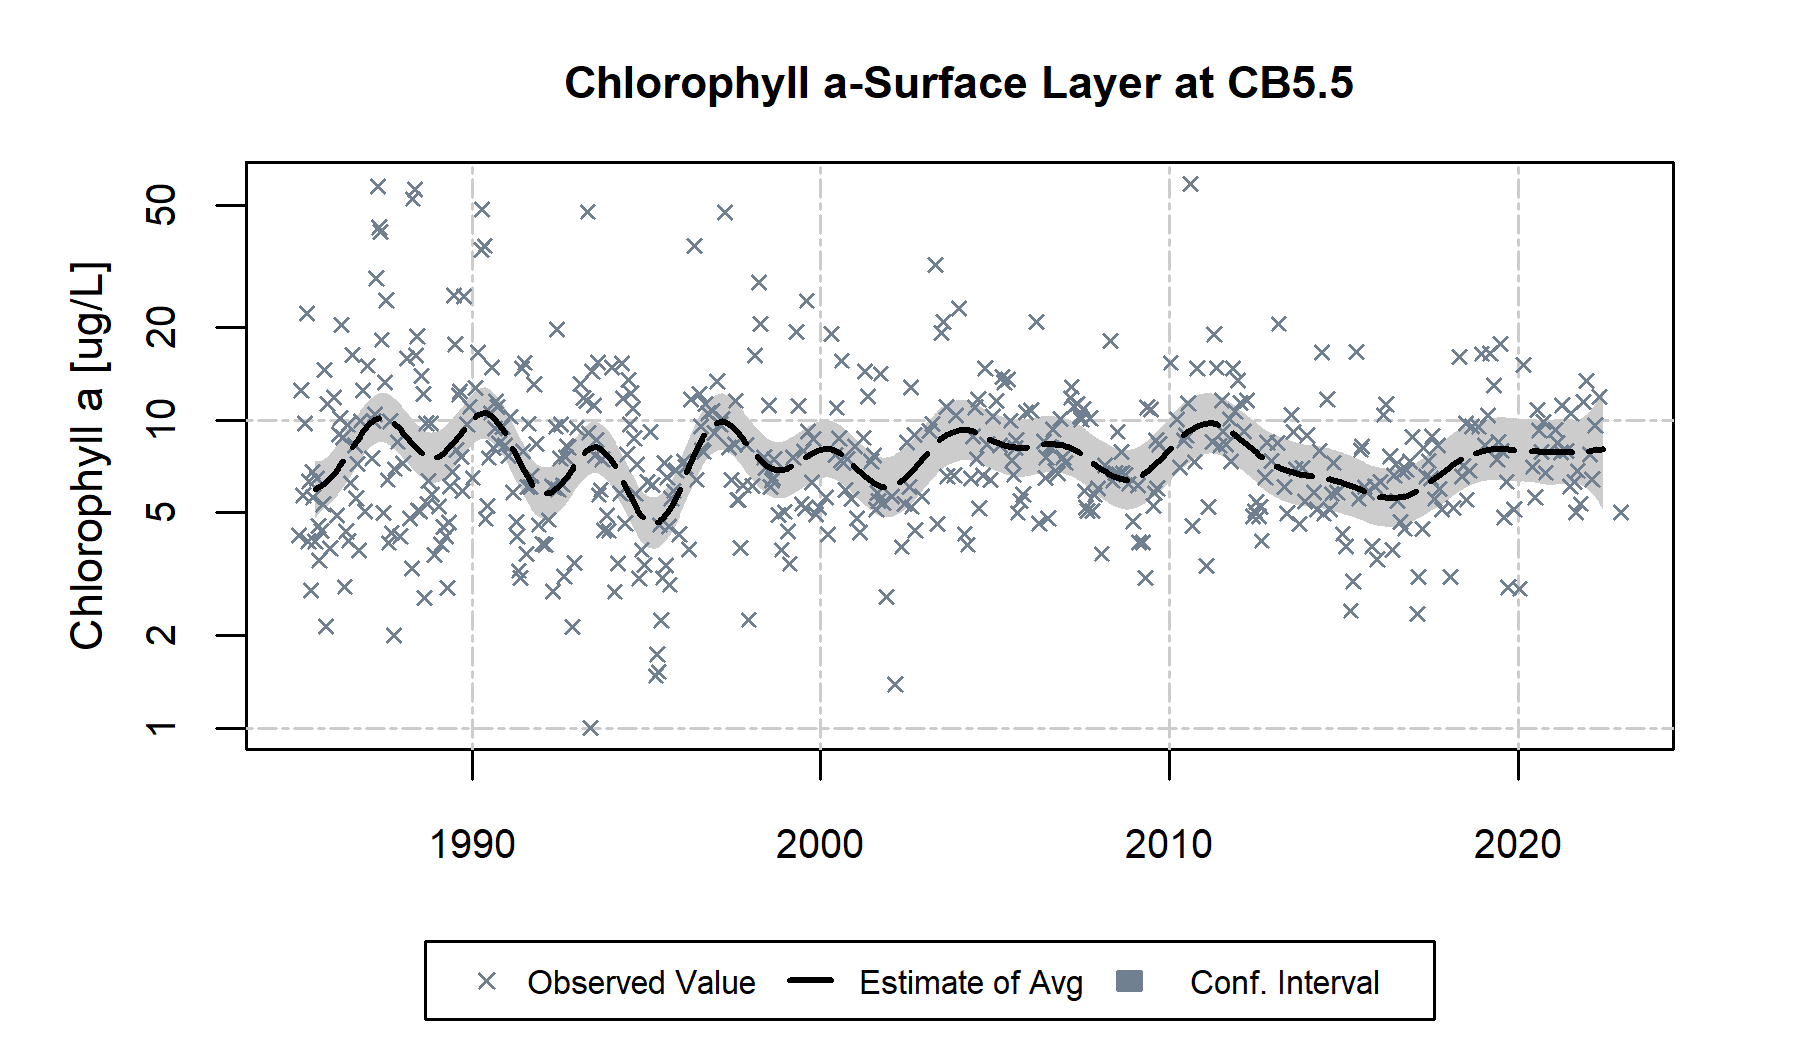 Chlorophyll a-Surface Layer at CB5.5
Chlorophyll a [ug/L]
50
20
10
5
2
1
1990 2000 2010 2020
Observed Value Estimate of Avg Conf. Interval